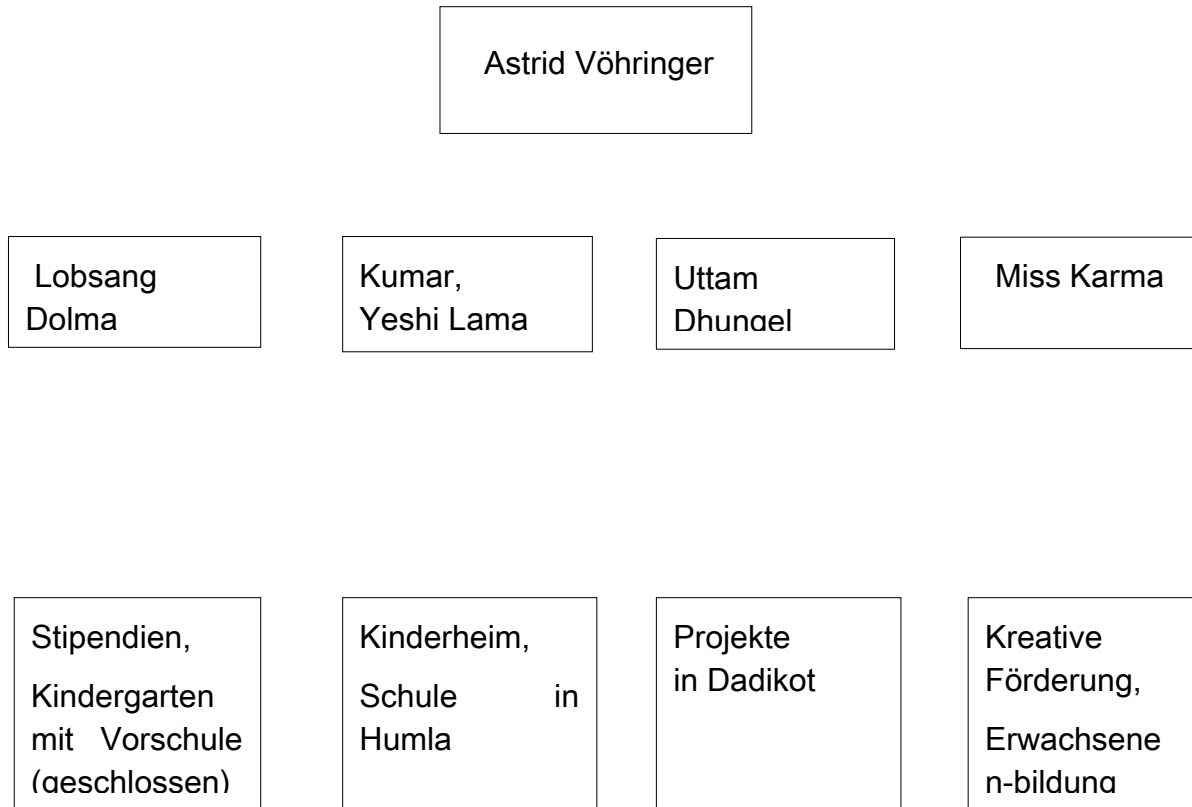 Astrid Vöhringer
Lobsang
Dolma
Kumar,
Yeshi Lama
Uttam
Dhungel
Miss Karma
Stipendien,
Kindergarten
mit Vorschule
(geschlossen)
Kinderheim,
Schule in
Humla
Projekte
in Dadikot
Kreative
Förderung,
Erwachsene
n-bildung